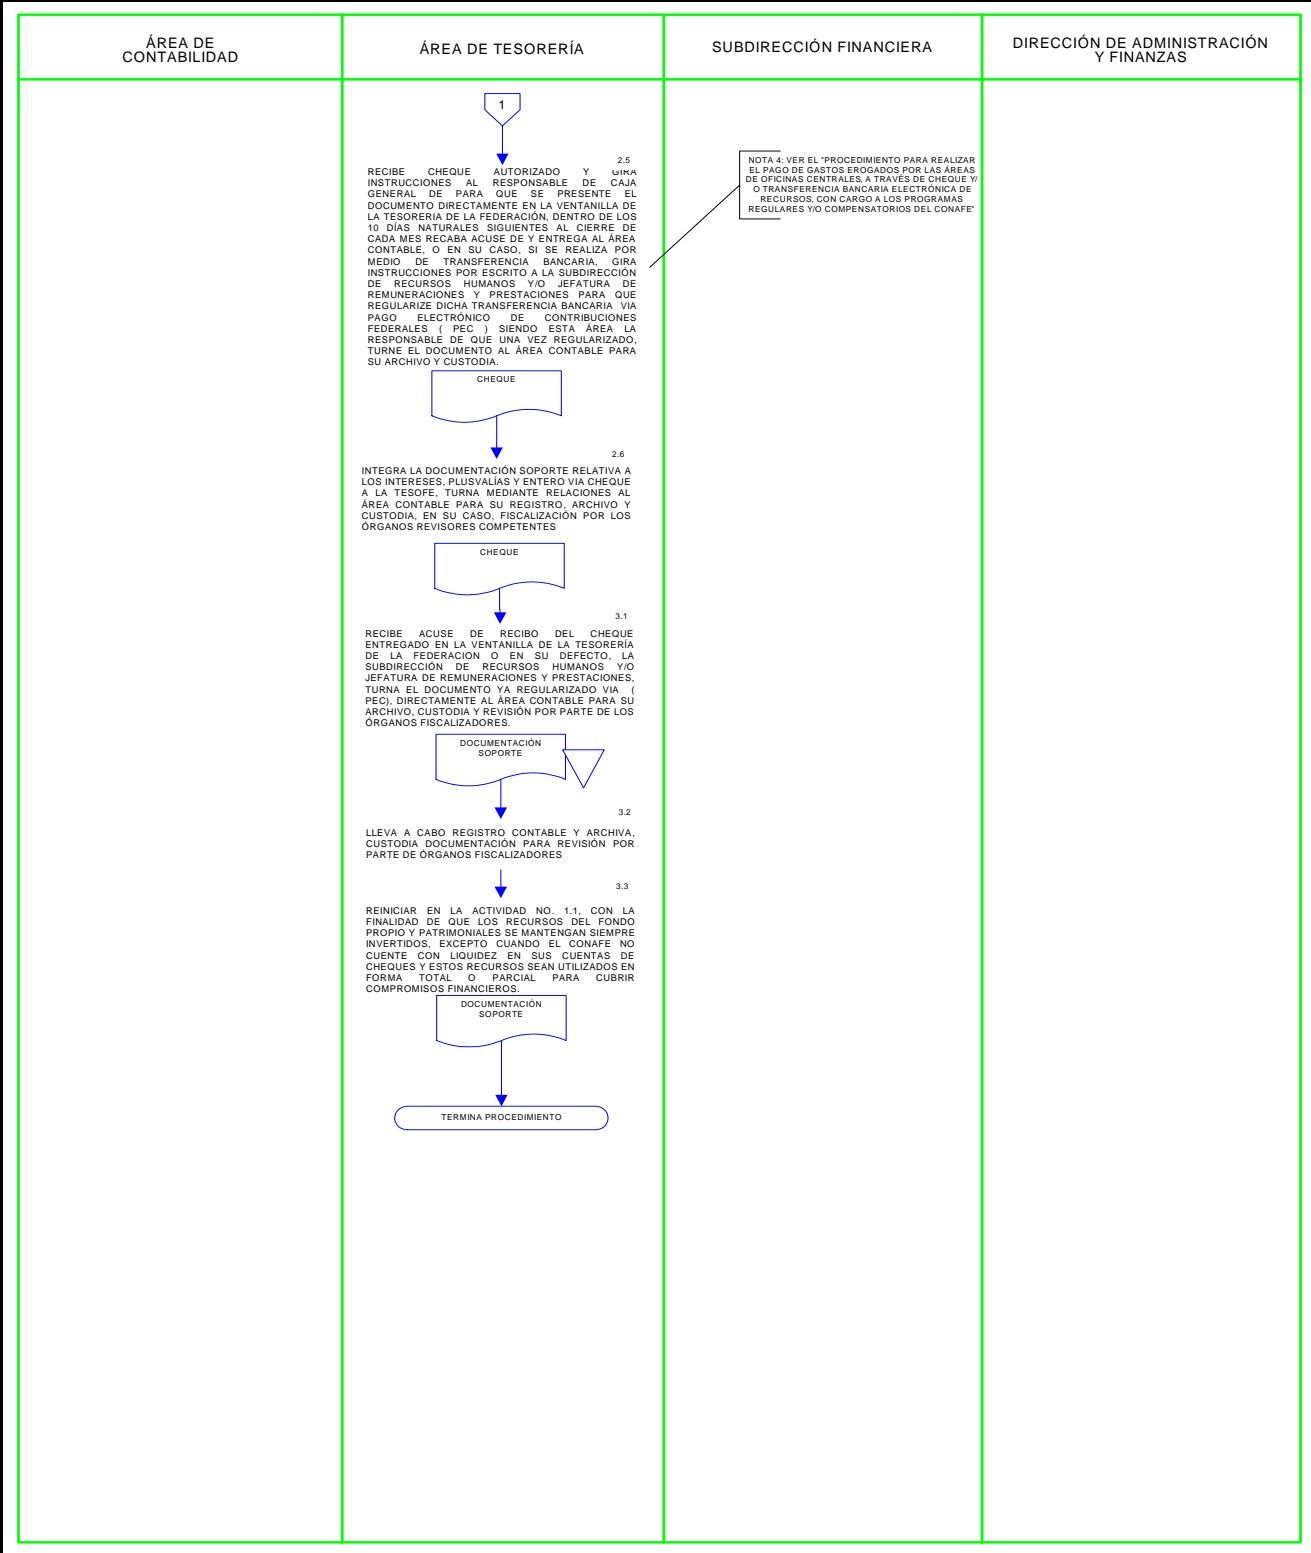 ÁREA DE
CONTABILIDAD
ÁREA DE TESORERÍA
SUBDIRECCIÓN FINANCIERA
DIRECCIÓN DE ADMINISTRACIÓN
Y FINANZAS
1
2.5
RECIBE CHEQUE AUTORIZADO Y GIRA
INSTRUCCIONES AL RESPONSABLE DE CAJA
GENERAL DE PARA QUE SE PRESENTE EL
DOCUMENTO DIRECTAMENTE EN LA VENTANILLA DE
LA TESORERIA DE LA FEDERACIÓN, DENTRO DE LOS
10 DÍAS NATURALES SIGUIENTES AL CIERRE DE
CADA MES RECABA ACUSE DE Y ENTREGA AL ÁREA
CONTABLE, O EN SU CASO, SI SE REALIZA POR
MEDIO DE TRANSFERENCIA BANCARIA, GIRA
INSTRUCCIONES POR ESCRITO A LA SUBDIRECCIÓN
DE RECURSOS HUMANOS Y/O JEFATURA DE
REMUNERACIONES Y PRESTACIONES PARA QUE
REGULARIZE DICHA TRANSFERENCIA BANCARIA VIA
PAGO ELECTRÓNICO DE CONTRIBUCIONES
FEDERALES ( PEC ) SIENDO ESTA ÁREA LA
RESPONSABLE DE QUE UNA VEZ REGULARIZADO,
TURNE EL DOCUMENTO AL ÁREA CONTABLE PARA
SU ARCHIVO Y CUSTODIA.
NOTA 4: VER EL "PROCEDIMIENTO PARA REALIZAR
EL PAGO DE GASTOS EROGADOS POR LAS ÁREAS
DE OFICINAS CENTRALES, A TRAVÉS DE CHEQUE Y/
O TRANSFERENCIA BANCARIA ELECTRÓNICA DE
RECURSOS, CON CARGO A LOS PROGRAMAS
REGULARES Y/O COMPENSATORIOS DEL CONAFE"
CHEQUE
2.6
INTEGRA LA DOCUMENTACIÓN SOPORTE RELATIVA A
LOS INTERESES, PLUSVALÍAS Y ENTERO VIA CHEQUE
A LA TESOFE, TURNA MEDIANTE RELACIONES AL
ÁREA CONTABLE PARA SU REGISTRO, ARCHIVO Y
CUSTODIA, EN SU CASO, FISCALIZACIÓN POR LOS
ÓRGANOS REVISORES COMPETENTES
CHEQUE
3.1
RECIBE ACUSE DE RECIBO DEL CHEQUE
ENTREGADO EN LA VENTANILLA DE LA TESORERÍA
DE LA FEDERACION O EN SU DEFECTO, LA
SUBDIRECCIÓN DE RECURSOS HUMANOS Y/O
JEFATURA DE REMUNERACIONES Y PRESTACIONES,
TURNA EL DOCUMENTO YA REGULARIZADO VIA (
PEC), DIRECTAMENTE AL ÁREA CONTABLE PARA SU
ARCHIVO, CUSTODIA Y REVISIÓN POR PARTE DE LOS
ÓRGANOS FISCALIZADORES.
DOCUMENTACIÓN
SOPORTE
3.2
LLEVA A CABO REGISTRO CONTABLE Y ARCHIVA,
CUSTODIA DOCUMENTACIÓN PARA REVISIÓN POR
PARTE DE ÓRGANOS FISCALIZADORES
3.3
REINICIAR EN LA ACTIVIDAD NO. 1.1, CON LA
FINALIDAD DE QUE LOS RECURSOS DEL FONDO
PROPIO Y PATRIMONIALES SE MANTENGAN SIEMPRE
INVERTIDOS, EXCEPTO CUANDO EL CONAFE NO
CUENTE CON LIQUIDEZ EN SUS CUENTAS DE
CHEQUES Y ESTOS RECURSOS SEAN UTILIZADOS EN
FORMA TOTAL O PARCIAL PARA CUBRIR
COMPROMISOS FINANCIEROS.
DOCUMENTACIÓN
SOPORTE
TERMINA PROCEDIMIENTO